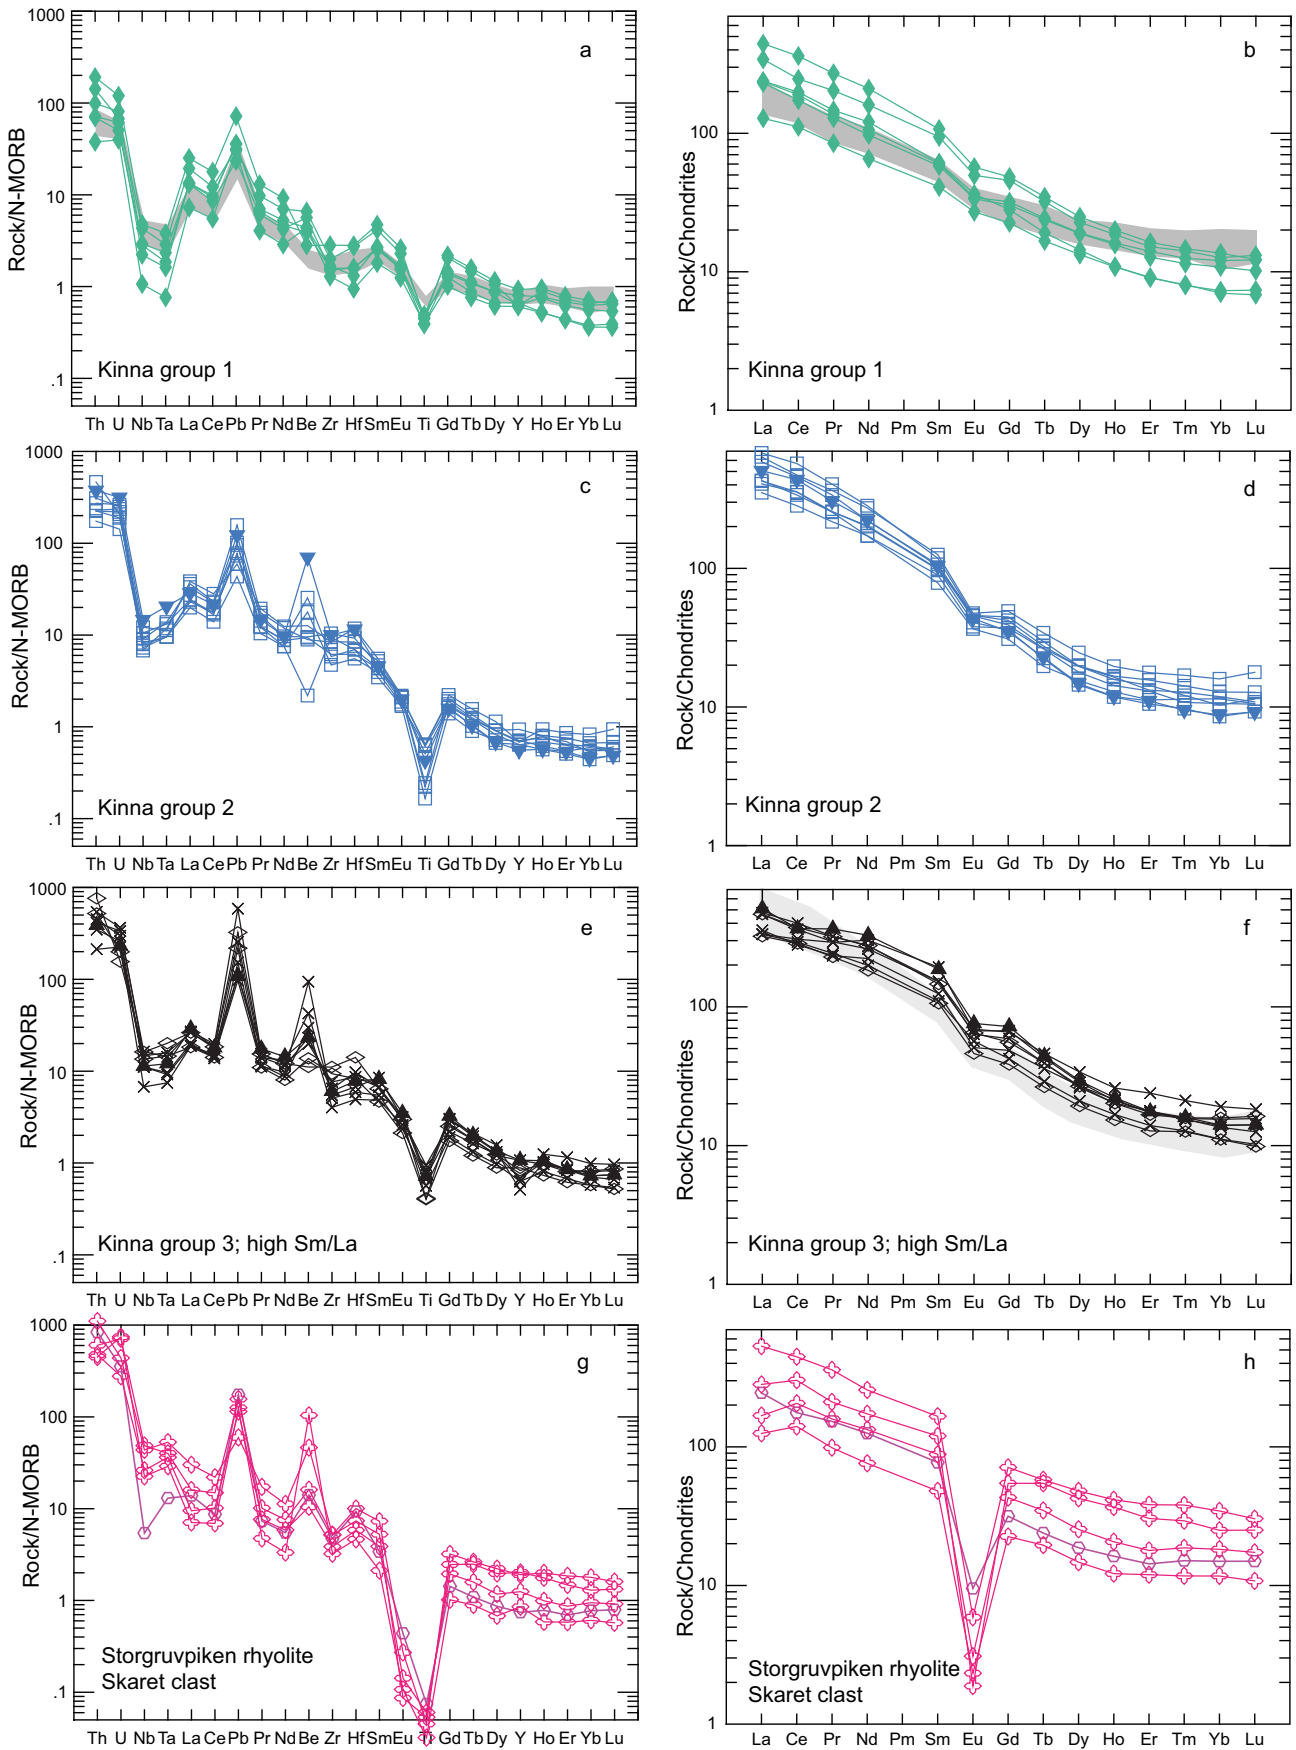 1000
100
10
1
.1
Rock/N-MORB
a
Kinna group 1
Th U Nb Ta La Ce Pb Pr Nd Be Zr Hf Sm Eu Ti Gd Tb Dy Y Ho Er Yb Lu
100
10
1
Rock/Chondrites
b
Kinna group 1
La Ce Pr Nd Pm Sm Eu Gd Tb Dy Ho Er Tm Yb Lu
1000
100
10
1
.1
Rock/N-MORB
c
Kinna group 2
Th U Nb Ta La Ce Pb Pr Nd Be Zr Hf Sm Eu Ti Gd Tb Dy Y Ho Er Yb Lu
100
10
1
Rock/Chondrites
d
Kinna group 2
La Ce Pr Nd Pm Sm Eu Gd Tb Dy Ho Er Tm Yb Lu
1000
100
10
1
.1
Rock/N-MORB
e
Kinna group 3; high Sm/La
Th U Nb Ta La Ce Pb Pr Nd Be Zr Hf Sm Eu Ti Gd Tb Dy Y Ho Er Yb Lu
100
10
1
Rock/Chondrites
f
Kinna group 3; high Sm/La
La Ce Pr Nd Pm Sm Eu Gd Tb Dy Ho Er Tm Yb Lu
1000
100
10
1
.1
Rock/N-MORB
g
Storgruvpiken rhyolite
Skaret clast
Th U Nb Ta La Ce Pb Pr Nd Be Zr Hf Sm Eu Ti Gd Tb Dy Y Ho Er Yb Lu
100
10
1
Rock/Chondrites
h
Storgruvpiken rhyolite
Skaret clast
La Ce Pr Nd Pm Sm Eu Gd Tb Dy Ho Er Tm Yb Lu